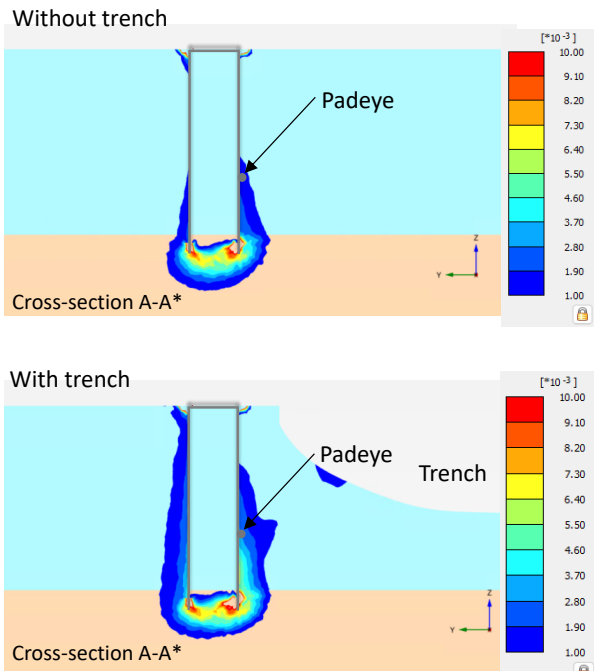 Without trench
[*10 -3 ]
10.00
9.10
8.20
7.30
6.40
5.50
4.60
3.70
2.80
1.90
1.00
Padeye
Z
Y
Cross-section A-A*
With trench
[*10 -3 ]
10.00
9.10
8.20
7.30
6.40
5.50
4.60
3.70
2.80
1.90
1.00
Padeye
Trench
Z
Y
Cross-section A-A*